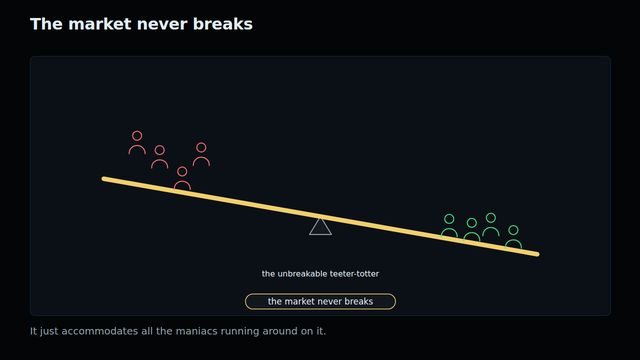 The market never breaks
the unbreakable teeter-totter
the market never breaks
It just accommodates all the maniacs running around on it.